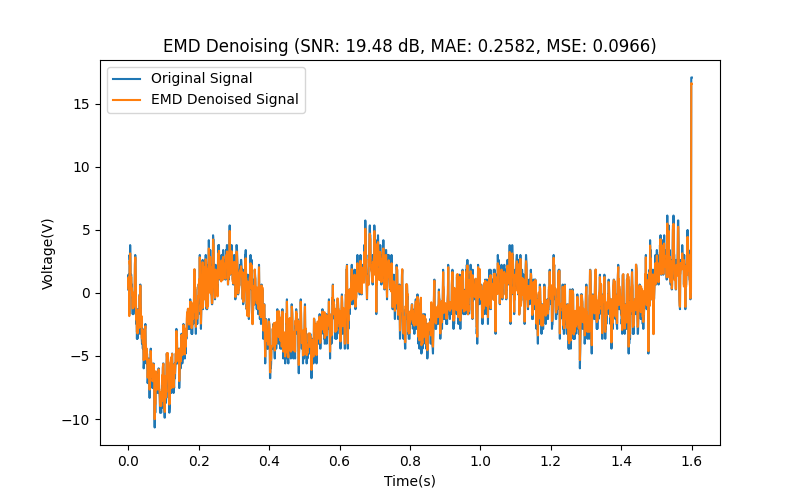 EMD Denoising (SNR: 19.48 dB, MAE: 0.2582, MSE: 0.0966)
Original Signal
EMD Denoised Signal
Voltage(V)
15
10
5
0
−5
−10
0.0 0.2 0.4 0.6 0.8 1.0 1.2 1.4 1.6
Time(s)